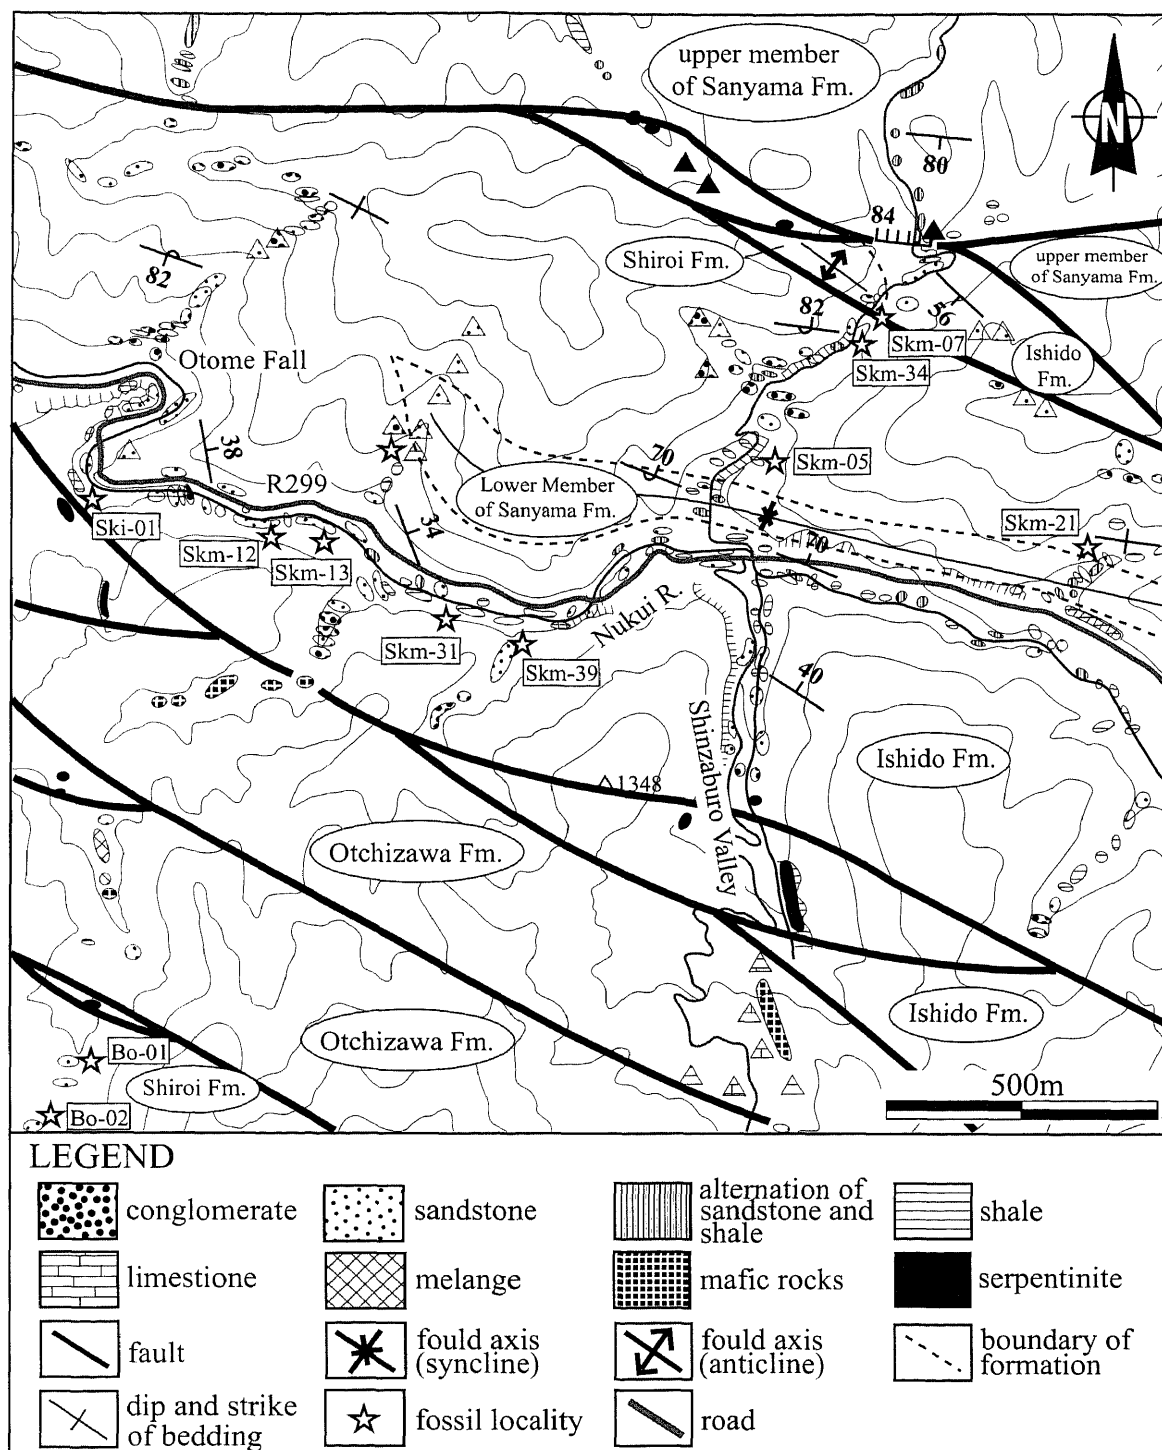 upper member
of Sanyama Fm.
N
80
84
Shiroi Fm.
upper member
of Sanyama Fm.
82
82
56
Skm-07
Ishido
Fm.
Skm-34
Otome Fall
38
R299
70
Skm-05
Lower Member
of Sanyama Fm.
Skm-21
Ski-01
34
Skm-12
Skm-13
70
Nukui R.
Skm-31
Skm-39
40
Shinzaburo Valley
Ishido Fm.
1348
Otchizawa Fm.
Ishido Fm.
Otchizawa Fm.
Bo-01
Shiroi Fm.
500m
Bo-02
LEGEND
conglomerate
sandstone
alternation of
sandstone and
shale
shale
limestione
melange
mafic rocks
serpentinite
fault
fould axis
(syncline)
fould axis
(anticline)
boundary of
formation
dip and strike
of bedding
fossil locality
road